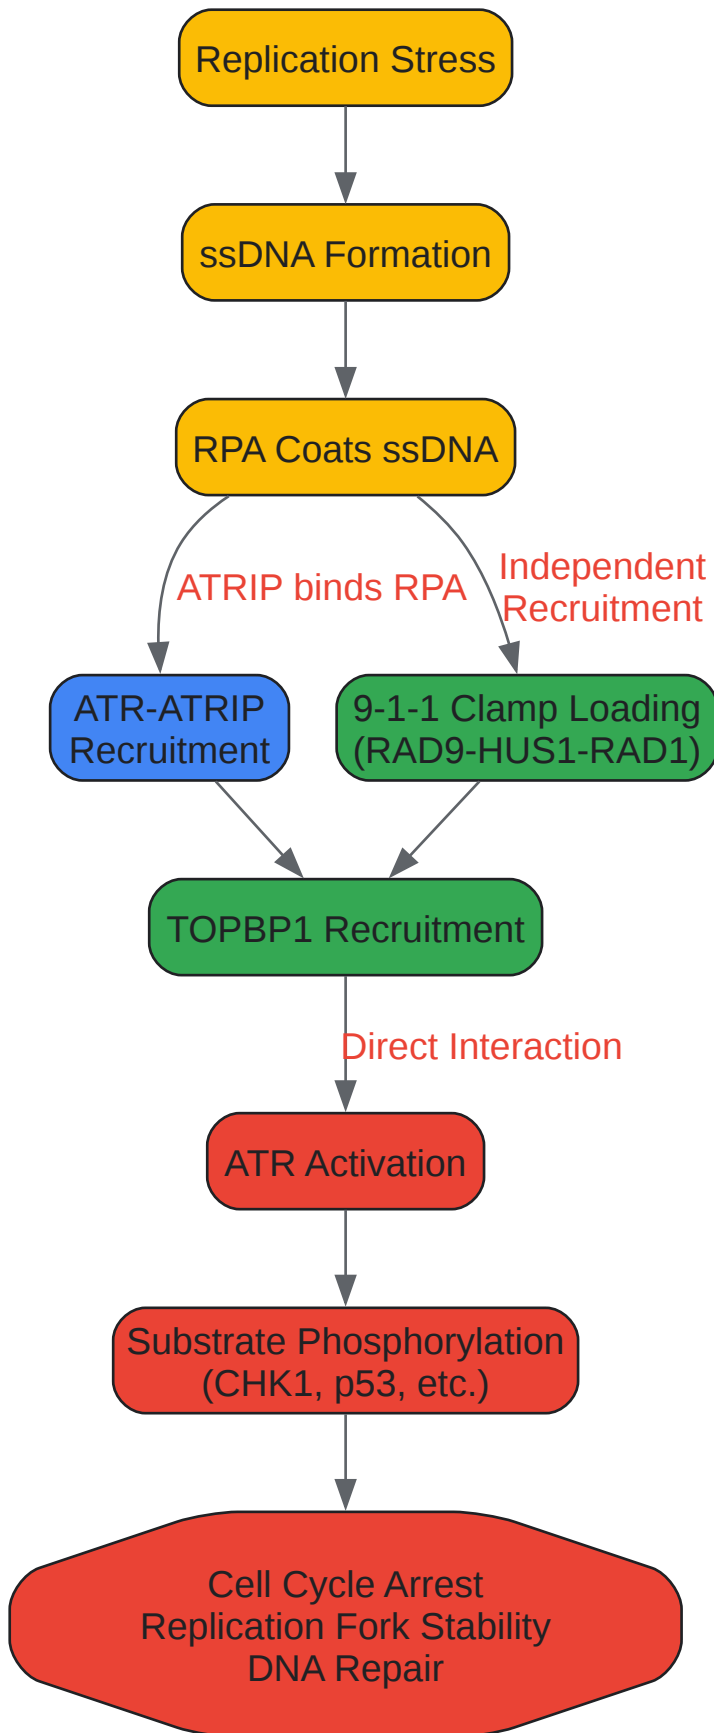 Replication Stress
ssDNA Formation
RPA Coats ssDNA
ATRIP binds RPA
Independent
Recruitment
ATR-ATRIP
Recruitment
9-1-1 Clamp Loading
(RAD9-HUS1-RAD1)
TOPBP1 Recruitment
Direct Interaction
ATR Activation
Substrate Phosphorylation
(CHK1, p53, etc.)
Cell Cycle Arrest
Replication Fork Stability
DNA Repair